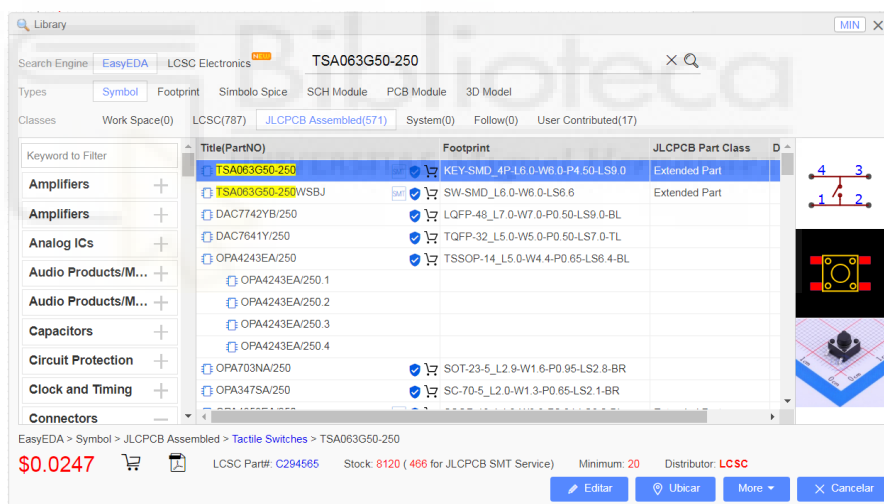 Library MIN
Search Engine EasyEDA LCSC Electronics NEW! TSA063G50-250
Types Symbol Footprint Símbolo Spice SCH Module PCB Module 3D Model
Classes Work Space(0) LCSC(787) JLCPCB Assembled(571) System(0) Follow(0) User Contributed(17)
Biblioteca
Keyword to Filter
Amplifiers
Amplifiers
Analog ICs
Audio Products/M...
Audio Products/M...
Capacitors
Circuit Protection
Clock and Timing
Connectors
Title(PartNO) Footprint JLCPCB Part Class D
TSA063G50-250 SMT KEY-SMD_4P-L6.0-W6.0-P4.50-LS9.0 Extended Part
TSA063G50-250WSBJ SMT SW-SMD_L6.0-W6.0-LS6.6 Extended Part
DAC7742YB/250 LQFP-48_L7.0-W7.0-P0.50-LS9.0-BL
DAC7641Y/250 TQFP-32_L5.0-W5.0-P0.50-LS7.0-TL
OPA4243EA/250 TSSOP-14_L5.0-W4.4-P0.65-LS6.4-BL
OPA4243EA/250.1
OPA4243EA/250.2
OPA4243EA/250.3
OPA4243EA/250.4
OPA703NA/250 SOT-23-5_L2.9-W1.6-P0.95-LS2.8-BR
OPA347SA/250 SC-70-5_L2.0-W1.3-P0.65-LS2.1-BR
4 3
1 2
EasyEDA > Symbol > JLCPCB Assembled > Tactile Switches > TSA063G50-250
$0.0247 LCSC Part#: C294565 Stock: 8120 ( 466 for JLCPCB SMT Service) Minimum: 20 Distributor: LCSC
Editar Ubicar More Cancelar